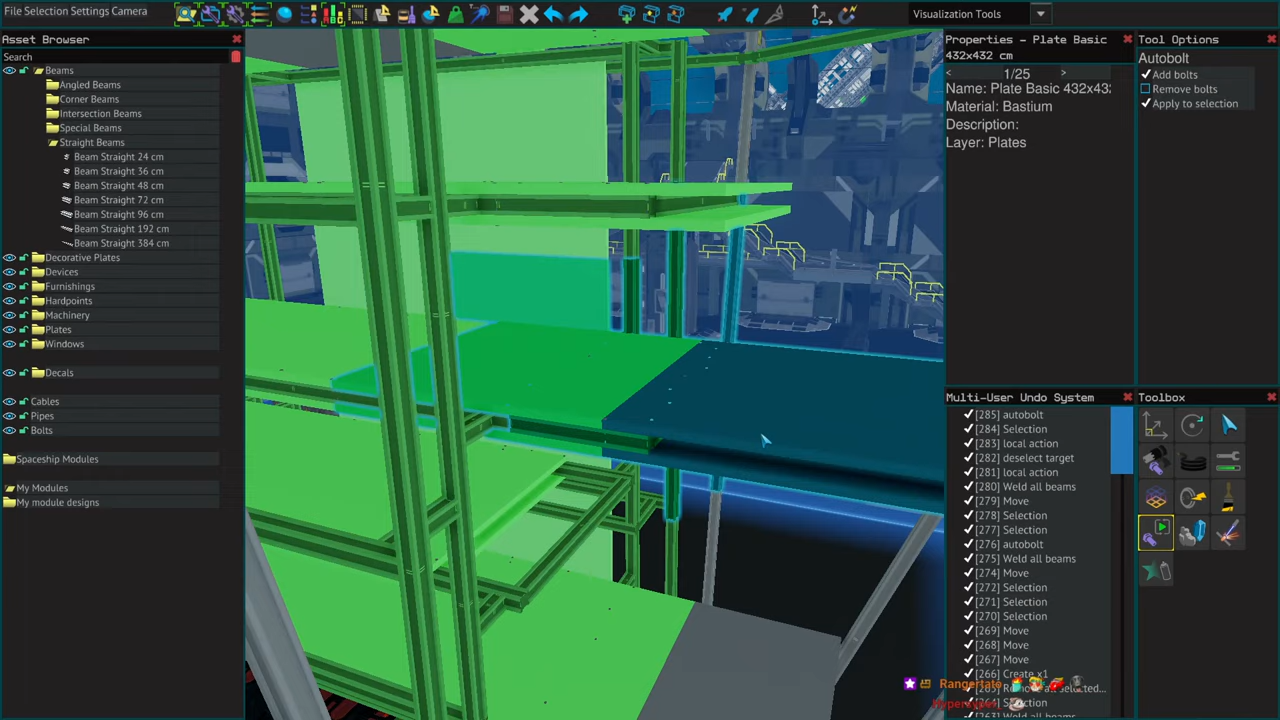 File Selection Settings Camera
Visualization Tools
Asset Browser
Search
Beams
Angled Beams
Corner Beams
Intersection Beams
Special Beams
Straight Beams
Beam Straight 24 cm
Beam Straight 36 cm
Beam Straight 48 cm
Beam Straight 72 cm
Beam Straight 96 cm
Beam Straight 192 cm
Beam Straight 384 cm
Decorative Plates
Devices
Furnishings
Hardpoints
Machinery
Plates
Windows
Decals
Cables
Pipes
Bolts
Spaceship Modules
My Modules
My module designs
Properties - Plate Basic
432x432 cm
< 1/25 >
Name: Plate Basic 432x432
Material: Bastium
Description:
Layer: Plates
Tool Options
Autobolt
Add bolts
Remove bolts
Apply to selection
Multi-User Undo System
[285] autobolt
[284] Selection
[283] local action
[282] deselect target
[281] local action
[280] Weld all beams
[279] Move
[278] Selection
[277] Selection
[276] autobolt
[275] Weld all beams
[274] Move
[272] Selection
[271] Selection
[270] Selection
[269] Move
[268] Move
[267] Move
[266] Create x1
Toolbox
Rangertato